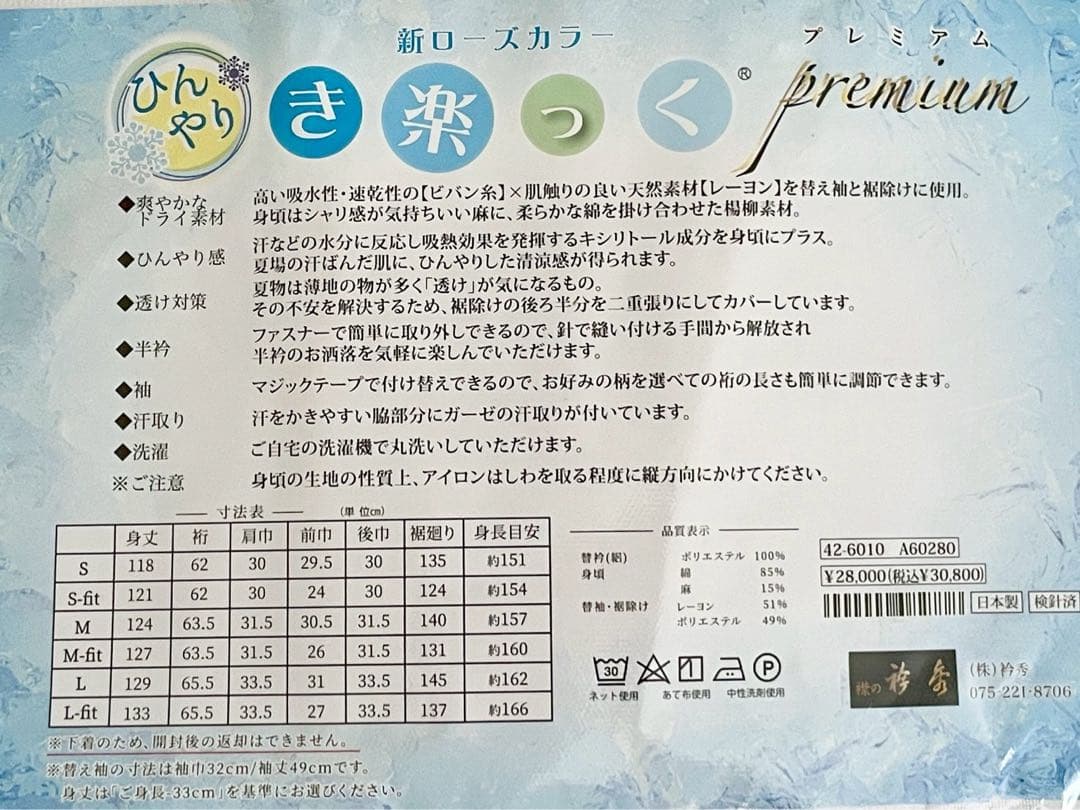 新ローズカラー
プレミアム
ひんやり
き楽っく®
premium
◆爽やかなドライ素材
高い吸水性・速乾性の【ビバン糸】×肌触りの良い天然素材【レーヨン】を替え袖と裾除けに使用。
身頃はシャリ感が気持ちいい麻に、柔らかな綿を掛け合わせた楊柳素材。
◆ひんやり感
汗などの水分に反応し吸熱効果を発揮するキシリトール成分を身頃にプラス。
夏場の汗ばんだ肌に、ひんやりした清涼感が得られます。
◆透け対策
夏物は薄地の物が多く「透け」が気になるもの。
その不安を解決するため、裾除けの後ろ半分を二重張りにしてカバーしています。
◆半衿
ファスナーで簡単に取り外しできるので、針で縫い付ける手間から解放され
半衿のお洒落を気軽に楽しんでいただけます。
◆袖
マジックテープで付け替えできるので、お好みの柄を選べての裄の長さも簡単に調節できます。
◆汗取り
汗をかきやすい脇部分にガーゼの汗取りが付いています。
◆洗濯
ご自宅の洗濯機で丸洗いしていただけます。
※ご注意
身頃の生地の性質上、アイロンはしわを取る程度に縦方向にかけてください。
寸法表 (単位㎝)
身丈 裄 肩巾 前巾 後巾 裾廻り 身長目安
S 118 62 30 29.5 30 135 約151
S-fit 121 62 30 24 30 124 約154
M 124 63.5 31.5 30.5 31.5 140 約157
M-fit 127 63.5 31.5 26 31.5 131 約160
L 129 65.5 33.5 31 33.5 145 約162
L-fit 133 65.5 33.5 27 33.5 137 約166
※下着のため、開封後の返却はできません。
※替え袖の寸法は袖巾32cm/袖丈49cmです。
身丈は「ご身長-33cm」を基準にお選びください。
品質表示
替衿(絽) ポリエステル 100%
身頃 綿 85%
麻 15%
替袖・裾除け レーヨン 51%
ポリエステル 49%
30
P
ネット使用 あて布使用 中性洗剤使用
42-6010 A60280
¥28,000(税込¥30,800)
日本製 検針済
襟の 衿秀
(株)衿秀
075-221-8706